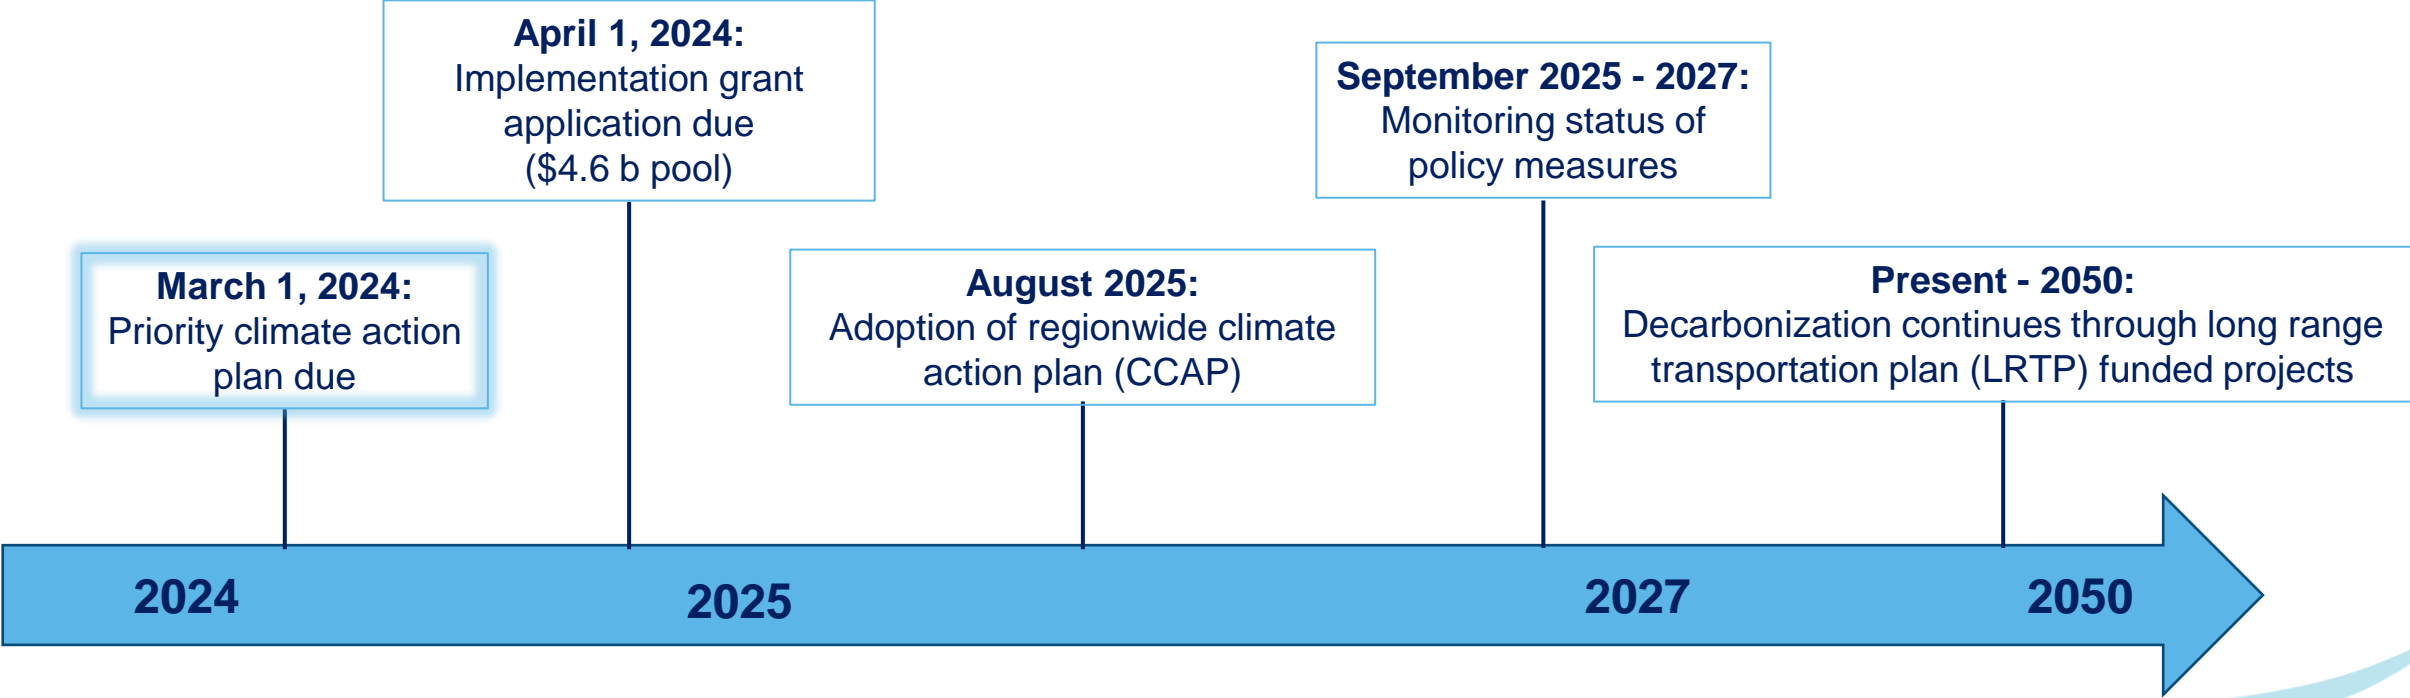 April 1, 2024:
Implementation grant
application due
($4.6 b pool)
September 2025 - 2027:
Monitoring status of
policy measures
March 1, 2024:
Priority climate action
plan due
August 2025:
Adoption of regionwide climate
action plan (CCAP)
Present - 2050:
Decarbonization continues through long range
transportation plan (LRTP) funded projects
2024
2025
2027
2050